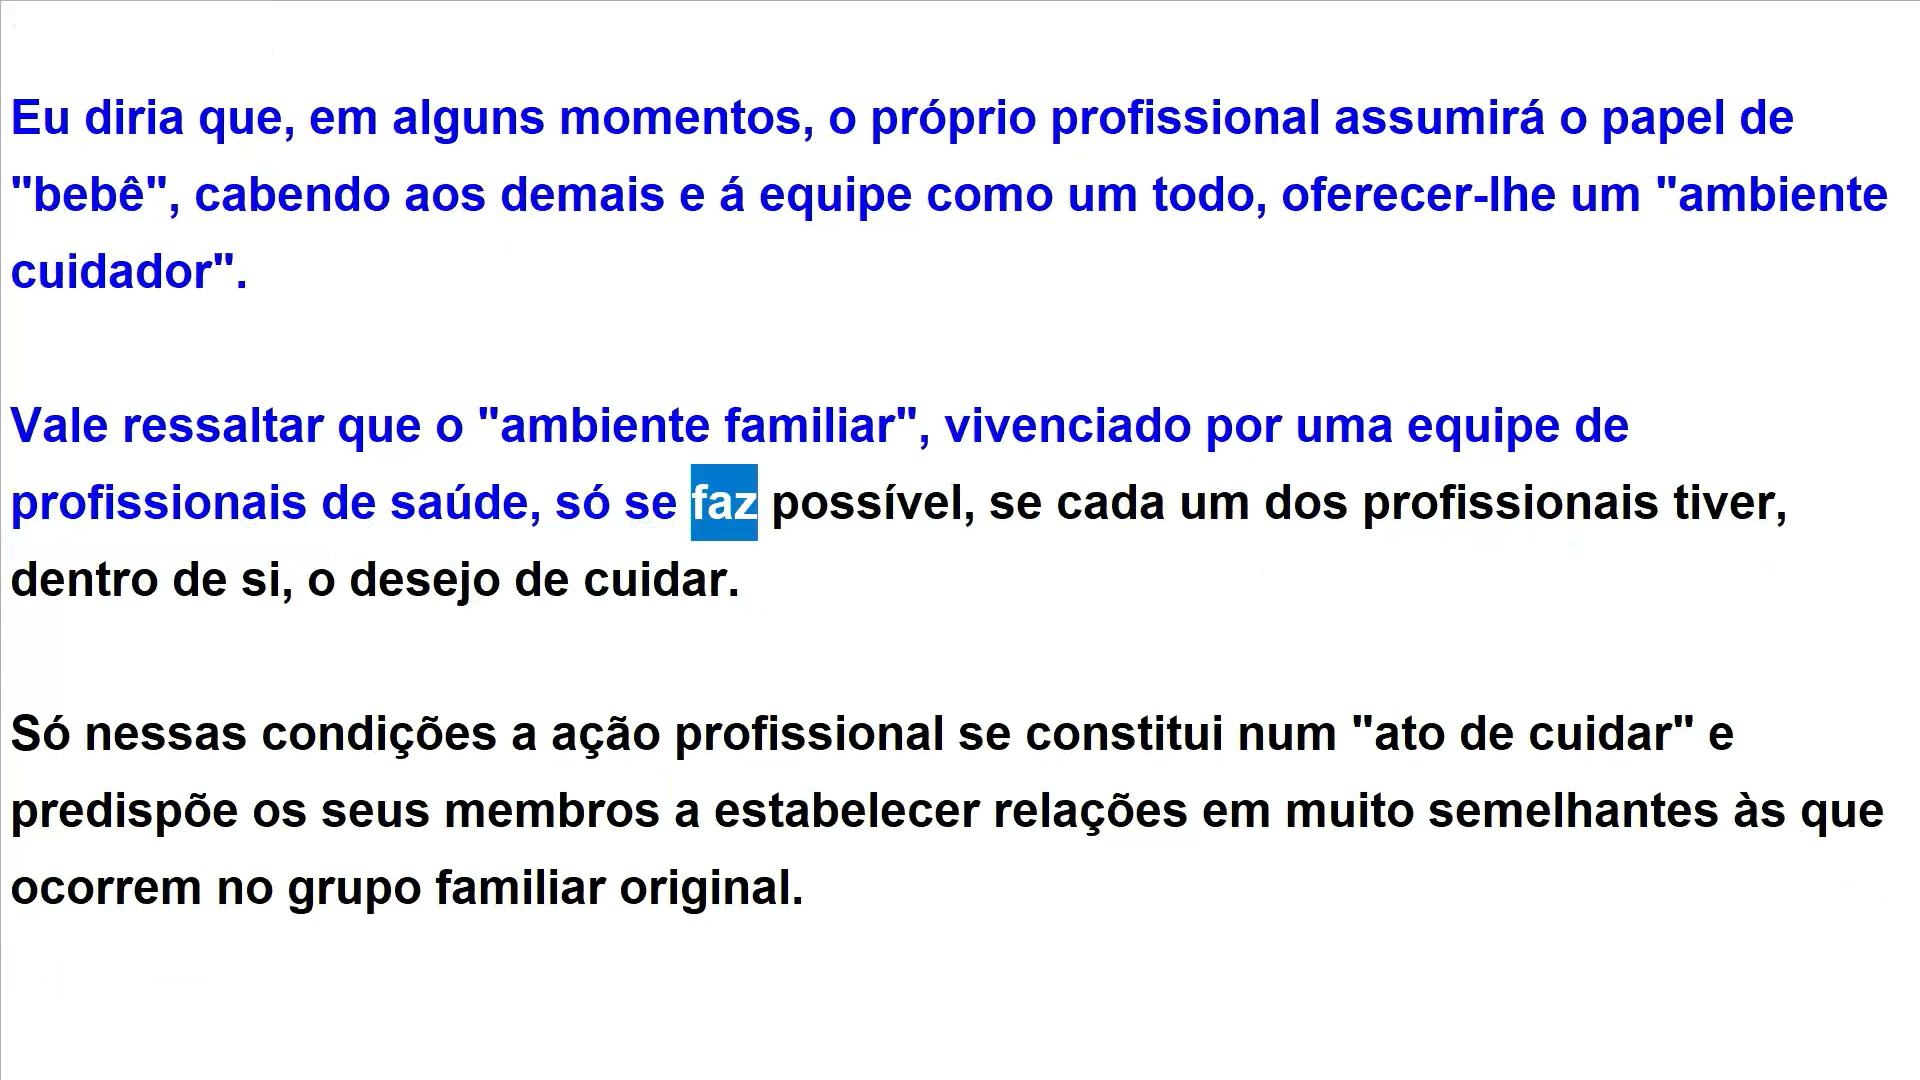 Eu diria que, em alguns momentos, o próprio profissional assumirá o papel de
"bebê", cabendo aos demais e á equipe como um todo, oferecer-lhe um "ambiente
cuidador".
Vale ressaltar que o "ambiente familiar", vivenciado por uma equipe de
profissionais de saúde, só se faz possível, se cada um dos profissionais tiver,
dentro de si, o desejo de cuidar.
Só nessas condições a ação profissional se constitui num "ato de cuidar" e
predispõe os seus membros a estabelecer relações em muito semelhantes às que
ocorrem no grupo familiar original.